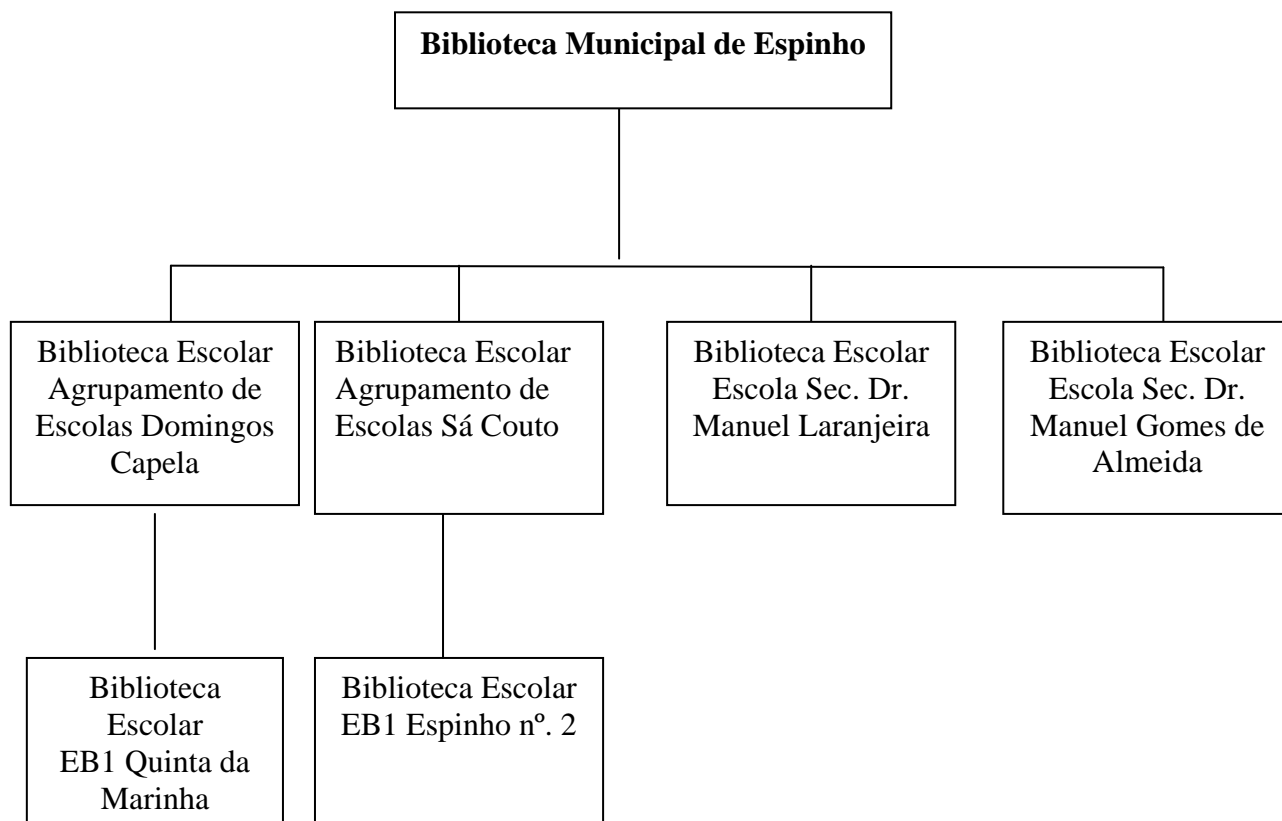 Biblioteca Municipal de Espinho
Biblioteca Escolar
Agrupamento de
Escolas Domingos
Capela
Biblioteca Escolar
Agrupamento de
Escolas Sá Couto
Biblioteca Escolar
Escola Sec. Dr.
Manuel Laranjeira
Biblioteca Escolar
Escola Sec. Dr.
Manuel Gomes de
Almeida
Biblioteca
Escolar
EB1 Quinta da
Marinha
Biblioteca Escolar
EB1 Espinho nº. 2